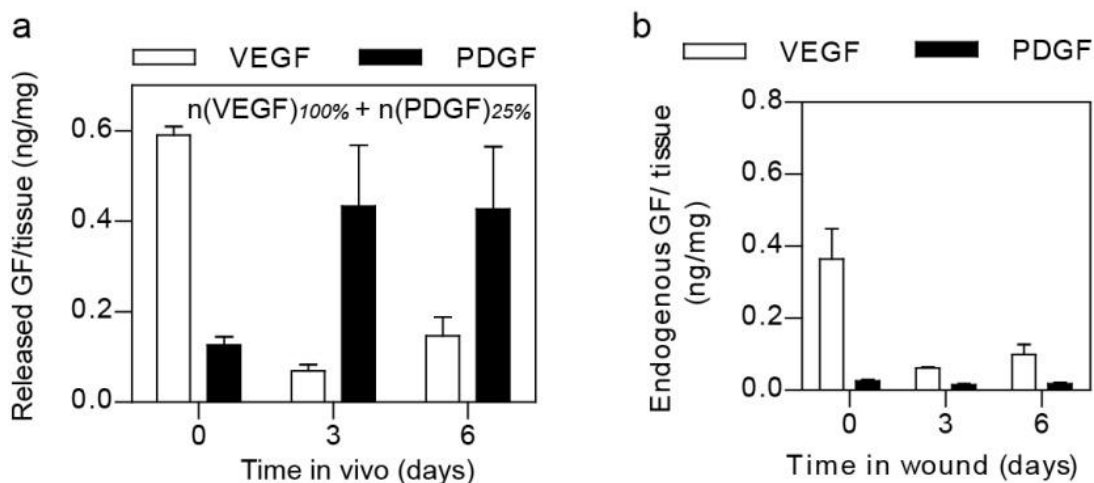 a
VEGF PDGF
n(VEGF)100% + n(PDGF)25%
Released GF/tissue (ng/mg)
0.6
0.4
0.2
0.0
0 3 6
Time in vivo (days)
b
VEGF PDGF
Endogenous GF/ tissue
(ng/mg)
0.8
0.6
0.4
0.2
0.0
0 3 6
Time in wound (days)